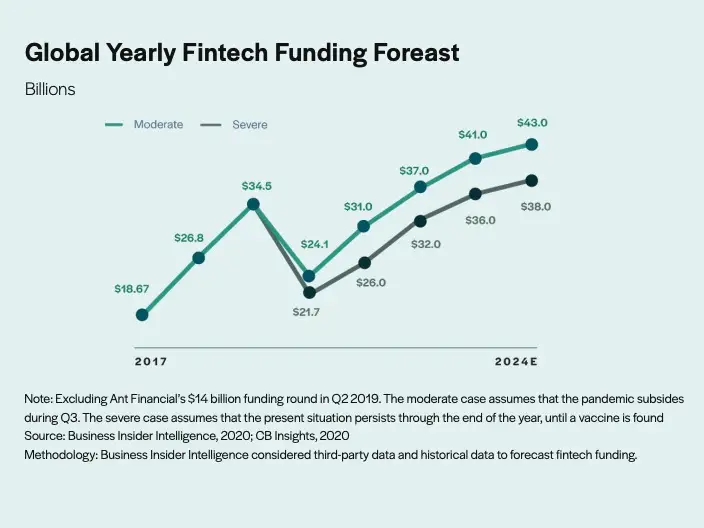 Global Yearly Fintech Funding Foreast
Billions
Moderate Severe
$43.0
$41.0
$37.0
$34.5
$31.0
$38.0
$36.0
$26.8
$24.1
$32.0
$18.67
$26.0
$21.7
2017 2024E
Note: Excluding Ant Financial's $14 billion funding round in Q2 2019. The moderate case assumes that the pandemic subsides
during Q3. The severe case assumes that the present situation persists through the end of the year, until a vaccine is found
Source: Business Insider Intelligence, 2020; CB Insights, 2020
Methodology: Business Insider Intelligence considered third-party data and historical data to forecast fintech funding.